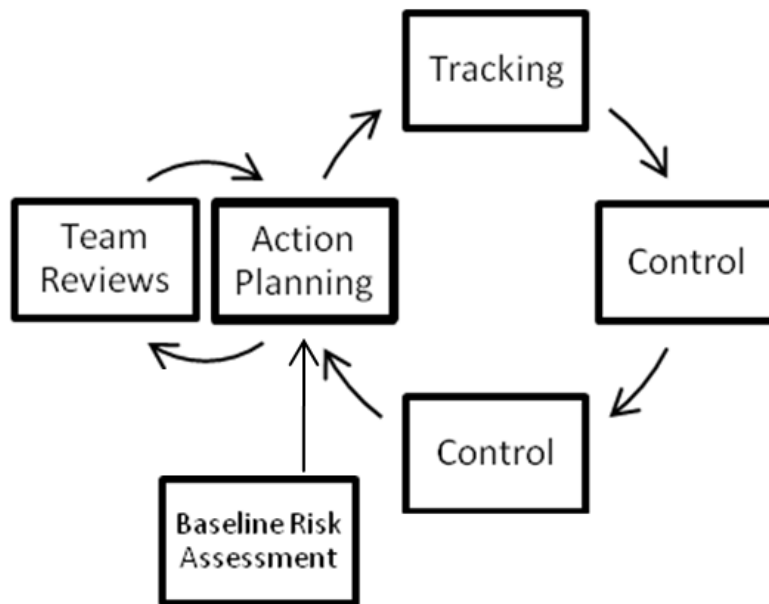 Tracking
Team
Reviews
Action
Planning
Control
Control
Baseline Risk
Assessment